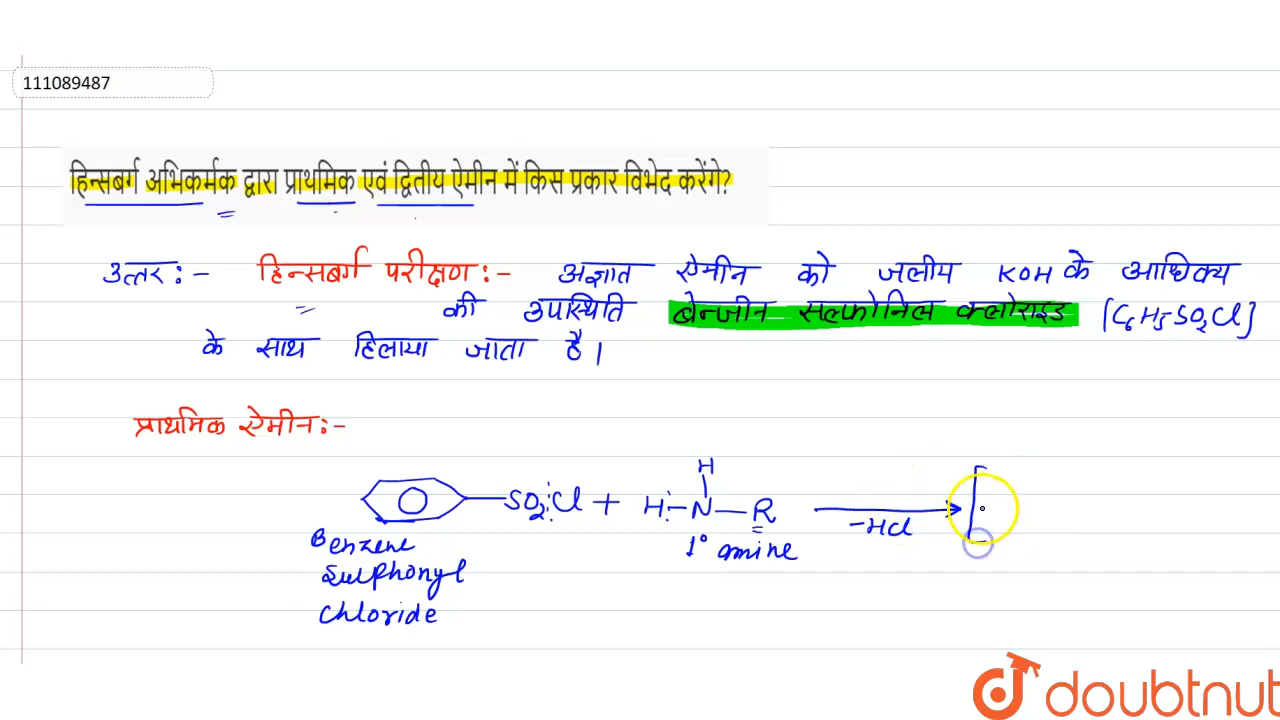 111089487
हिन्सबर्ग अभिकर्मक द्वारा प्राथमिक एवं द्वितीय ऐमीन में किस प्रकार विभेद करेंगे?
उत्तर :- हिन्सबर्ग परीक्षण :- अज्ञात ऐमीन को जलीय KOH के आधिक्य
की उपस्थिति बेन्जीन सल्फोनिल क्लोराइड [C6H5SO2Cl]
के साथ हिलाया जाता है।
प्राथमिक ऐमीन :-
H
SO2Cl + H-N-R -HCl [
Benzene 1° amine
Sulphonyl
Chloride
doubtnut